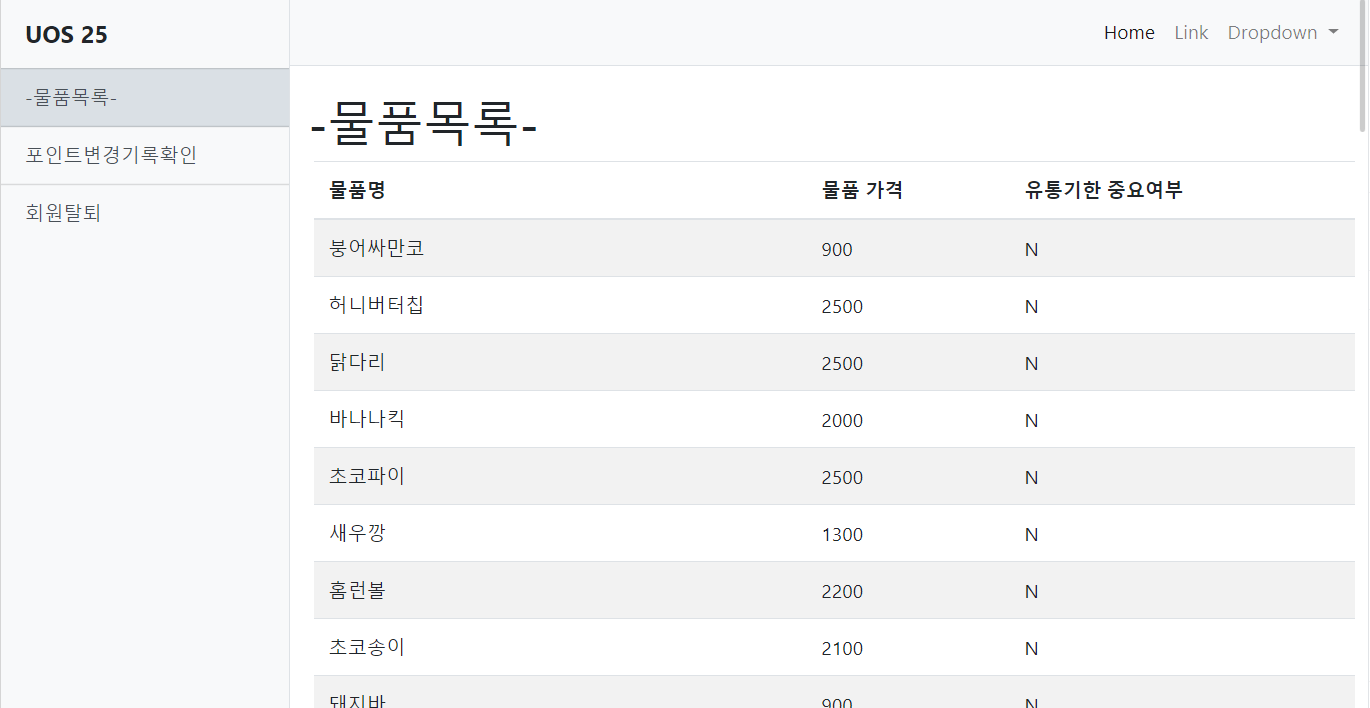 UOS 25
Home Link Dropdown
-물품목록-
포인트변경기록확인
회원탈퇴
-물품목록-
물품명 물품 가격 유통기한 중요여부
붕어싸만코 900 N
허니버터칩 2500 N
닭다리 2500 N
바나나킥 2000 N
초코파이 2500 N
새우깡 1300 N
홈런볼 2200 N
초코송이 2100 N
돼지바 900 N